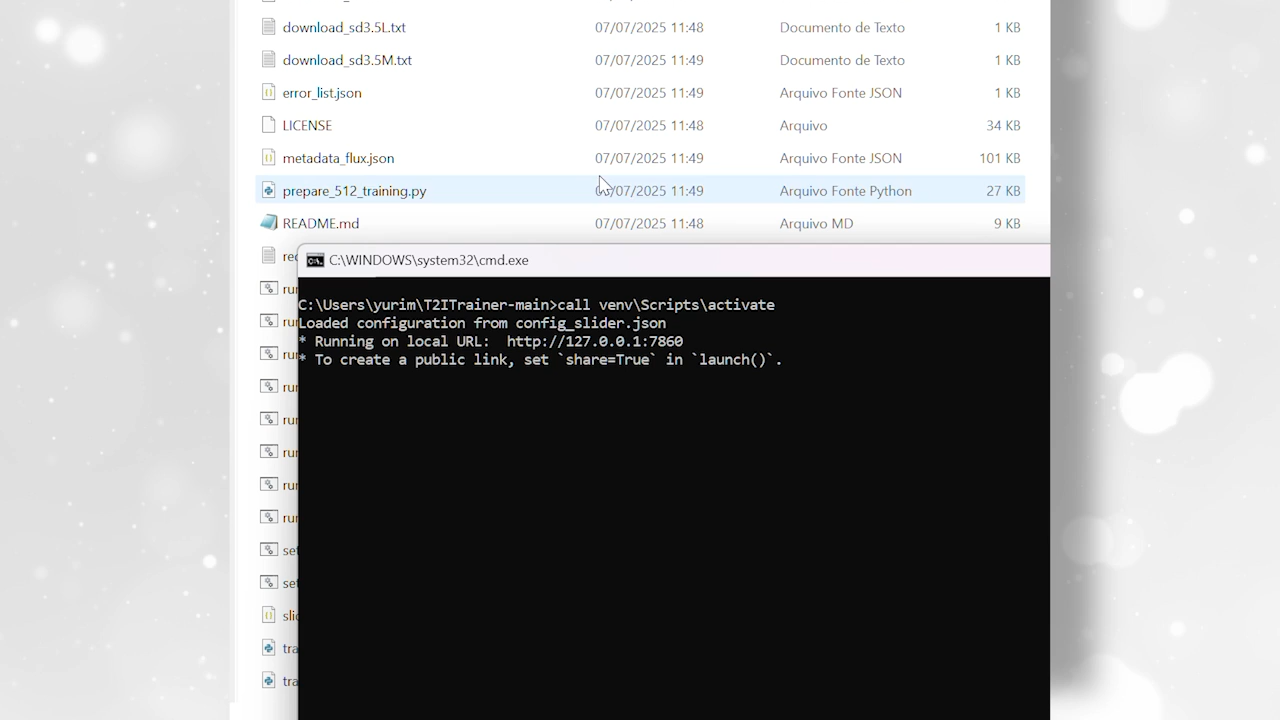 download_sd3.5L.txt 07/07/2025 11:48 Documento de Texto 1 KB
download_sd3.5M.txt 07/07/2025 11:49 Documento de Texto 1 KB
error_list.json 07/07/2025 11:49 Arquivo Fonte JSON 1 KB
LICENSE 07/07/2025 11:48 Arquivo 34 KB
metadata_flux.json 07/07/2025 11:49 Arquivo Fonte JSON 101 KB
prepare_512_training.py 07/07/2025 11:49 Arquivo Fonte Python 27 KB
README.md 07/07/2025 11:48 Arquivo MD 9 KB
C:\WINDOWS\system32\cmd.exe
C:\Users\yurim\T2ITrainer-main>call venv\Scripts\activate
Loaded configuration from config_slider.json
* Running on local URL:  http://127.0.0.1:7860
* To create a public link, set `share=True` in `launch()`.